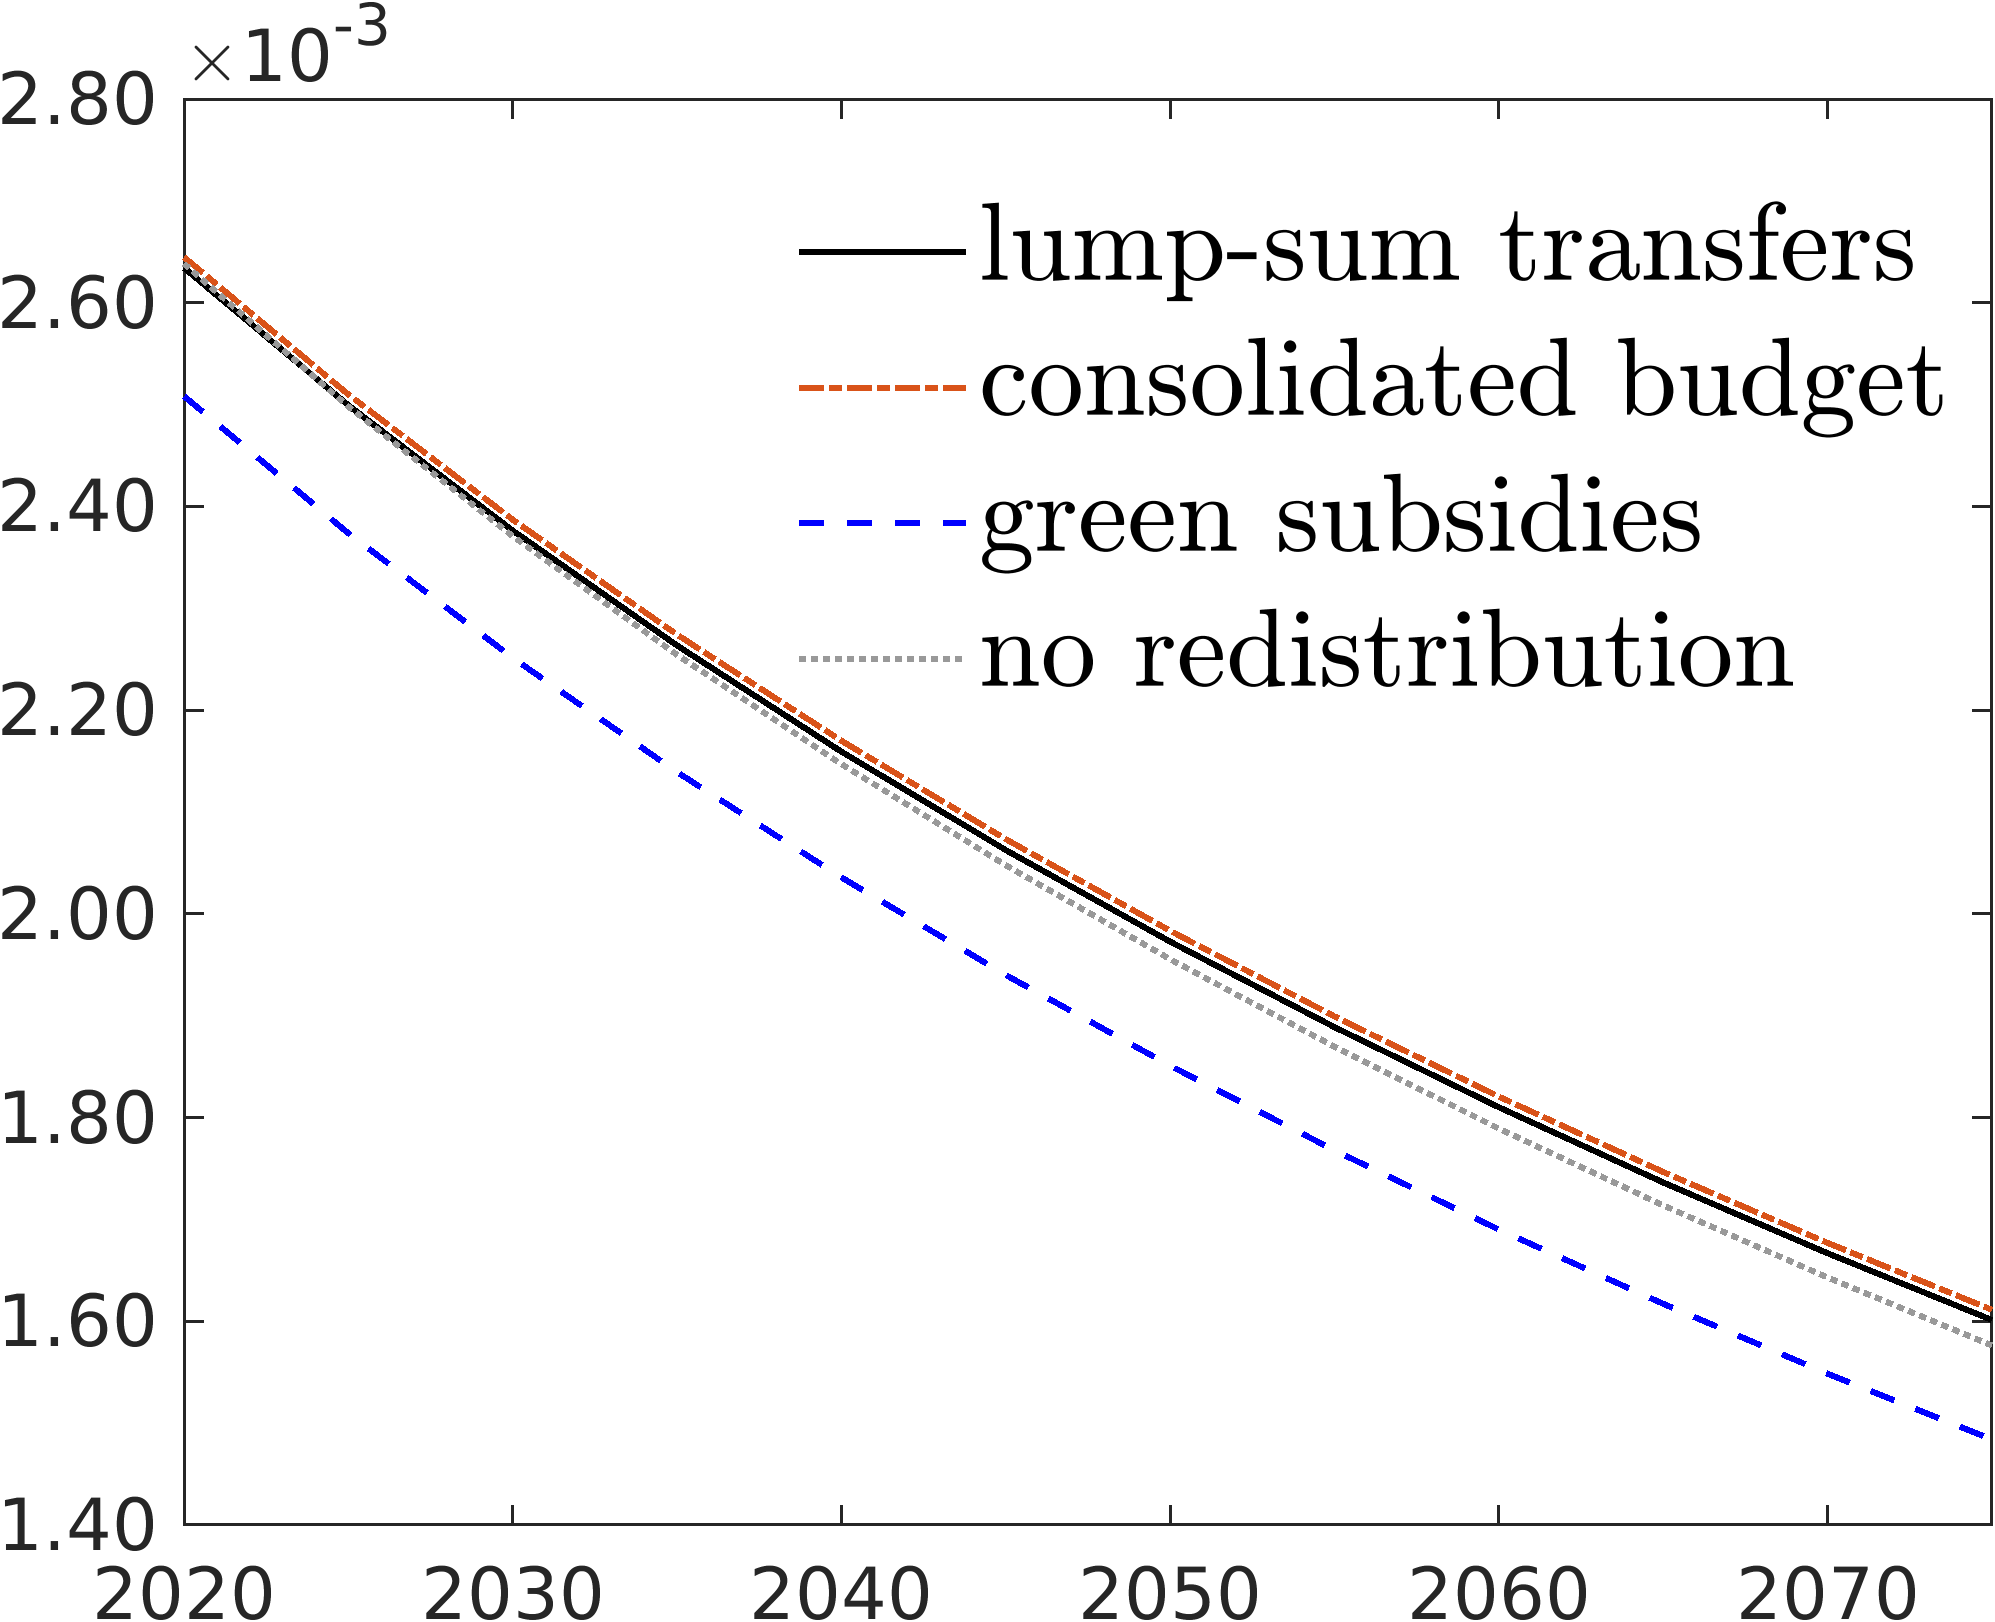 ×10-3
2.80
2.60
2.40
2.20
2.00
1.80
1.60
1.40
lump-sum transfers
consolidated budget
green subsidies
no redistribution
2020 2030 2040 2050 2060 2070